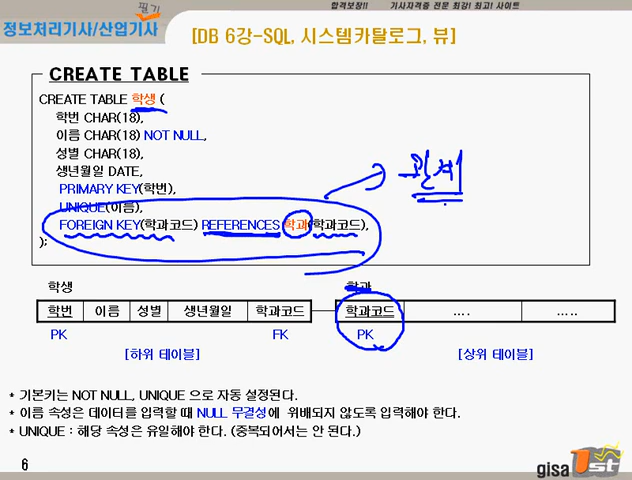 합격보장!! 기사자격증 전문 최강! 최고! 사이트
필기
정보처리기사/산업기사
[DB 6강-SQL, 시스템카탈로그, 뷰]
CREATE TABLE
CREATE TABLE 학생 (
학번 CHAR(18),
이름 CHAR(18) NOT NULL,
성별 CHAR(18),
생년월일 DATE,
PRIMARY KEY(학번),
UNIQUE(이름),
FOREIGN KEY(학과코드) REFERENCES 학과(학과코드),
);
관계
학생 학과
학번 이름 성별 생년월일 학과코드 학과코드 .... .....
PK FK PK
[하위 테이블] [상위 테이블]
* 기본키는 NOT NULL, UNIQUE 으로 자동 설정된다.
* 이름 속성은 데이터를 입력할 때 NULL 무결성에 위배되지 않도록 입력해야 한다.
* UNIQUE : 해당 속성은 유일해야 한다. (중복되어서는 안 된다.)
6
gisa 1st